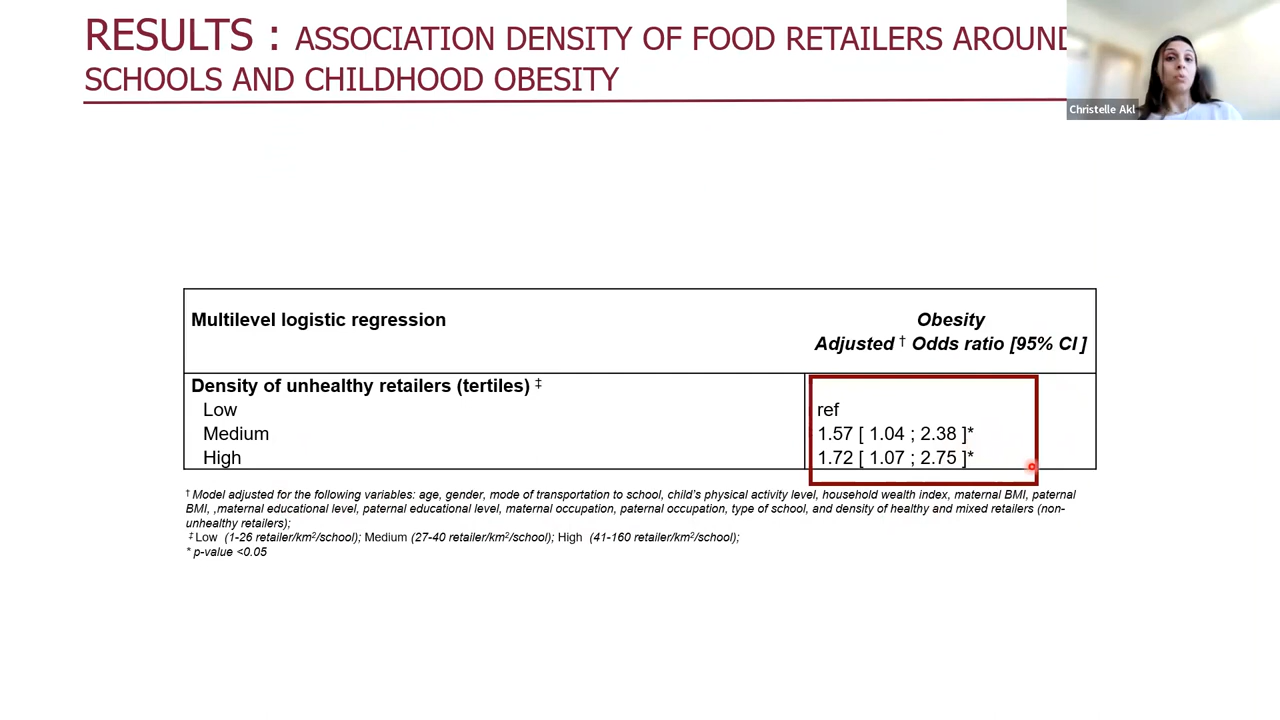 RESULTS : ASSOCIATION DENSITY OF FOOD RETAILERS AROUND
SCHOOLS AND CHILDHOOD OBESITY
Christelle Akl
Multilevel logistic regression
Obesity
Adjusted † Odds ratio [95% CI ]
Density of unhealthy retailers (tertiles) ‡
Low ref
Medium 1.57 [ 1.04 ; 2.38 ]*
High 1.72 [ 1.07 ; 2.75 ]*
† Model adjusted for the following variables: age, gender, mode of transportation to school, child's physical activity level, household wealth index, maternal BMI, paternal
BMI, ,maternal educational level, paternal educational level, maternal occupation, paternal occupation, type of school, and density of healthy and mixed retailers (non-
unhealthy retailers);
‡ Low (1-26 retailer/km²/school); Medium (27-40 retailer/km²/school); High (41-160 retailer/km²/school);
* p-value <0.05